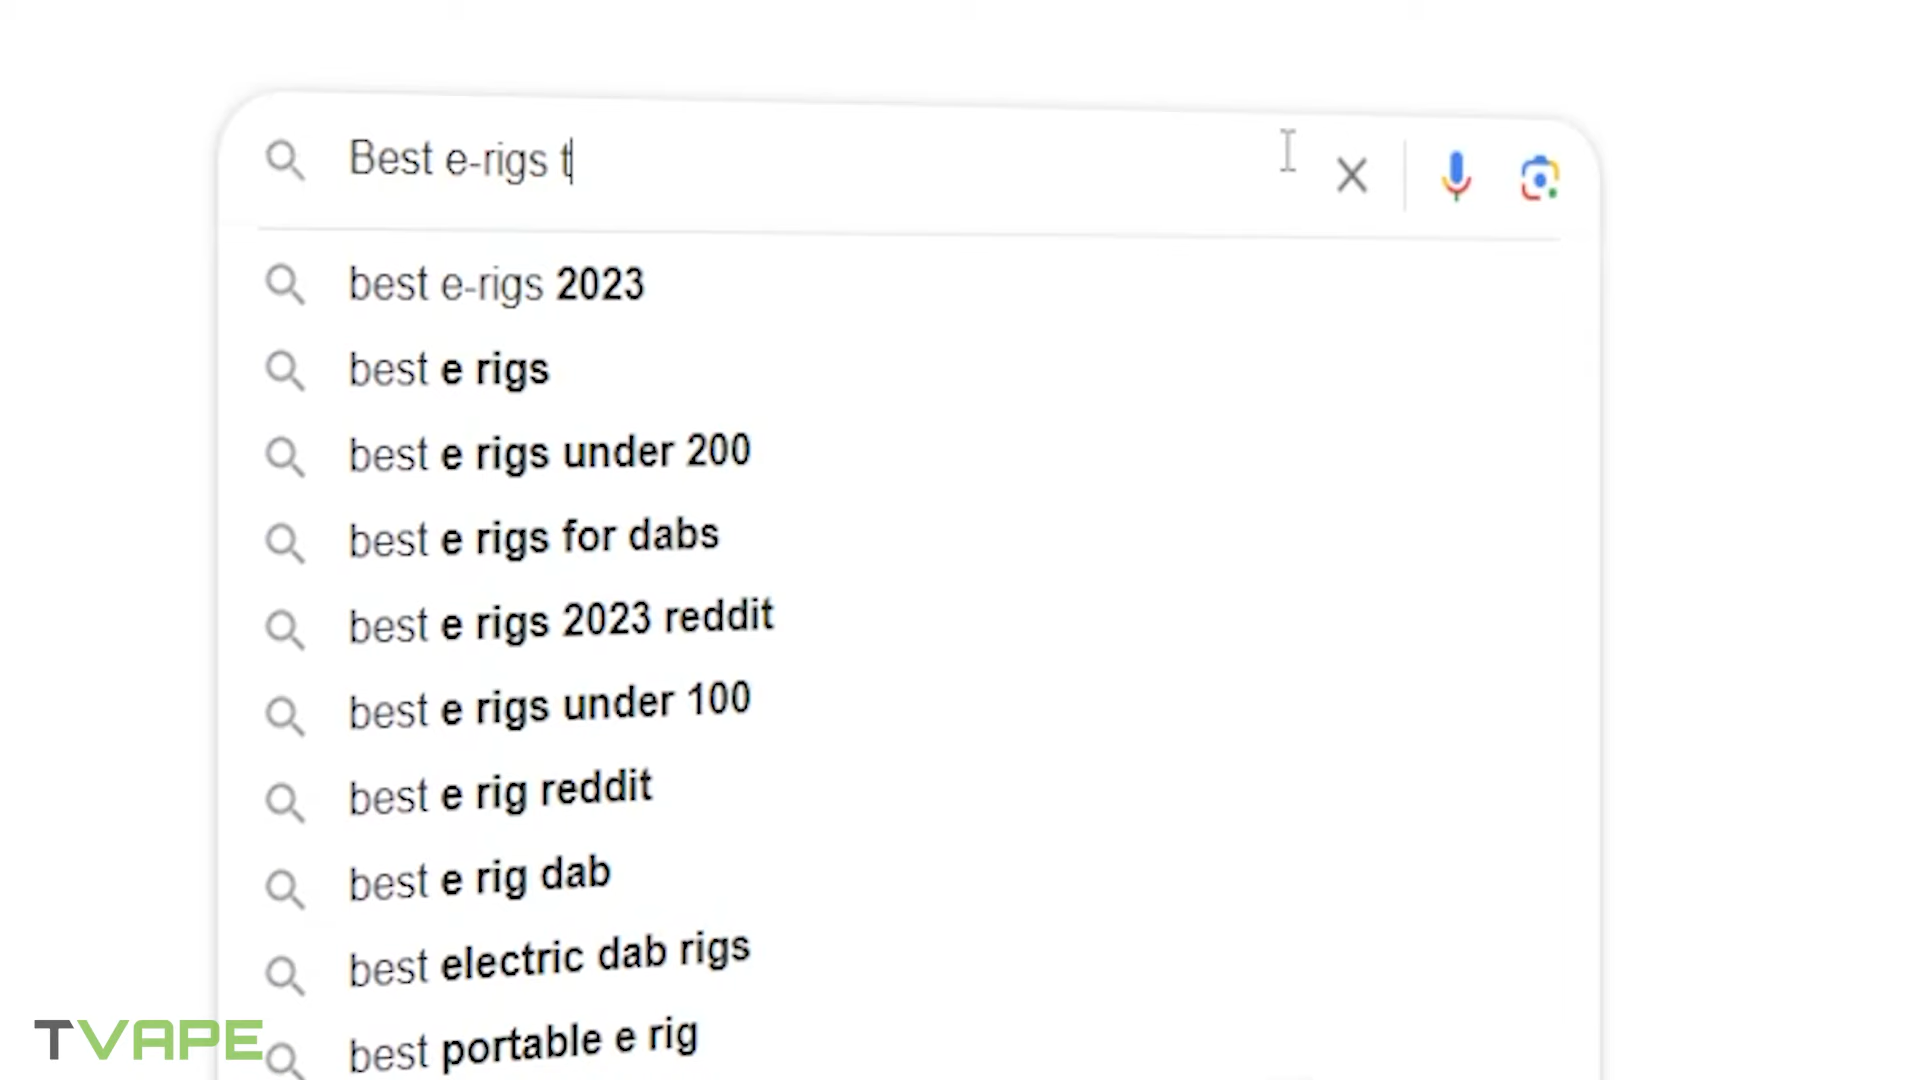 Best e-rigs t
best e-rigs 2023
best e rigs
best e rigs under 200
best e rigs for dabs
best e rigs 2023 reddit
best e rigs under 100
best e rig reddit
best e rig dab
best electric dab rigs
best portable e rig
TVAPE